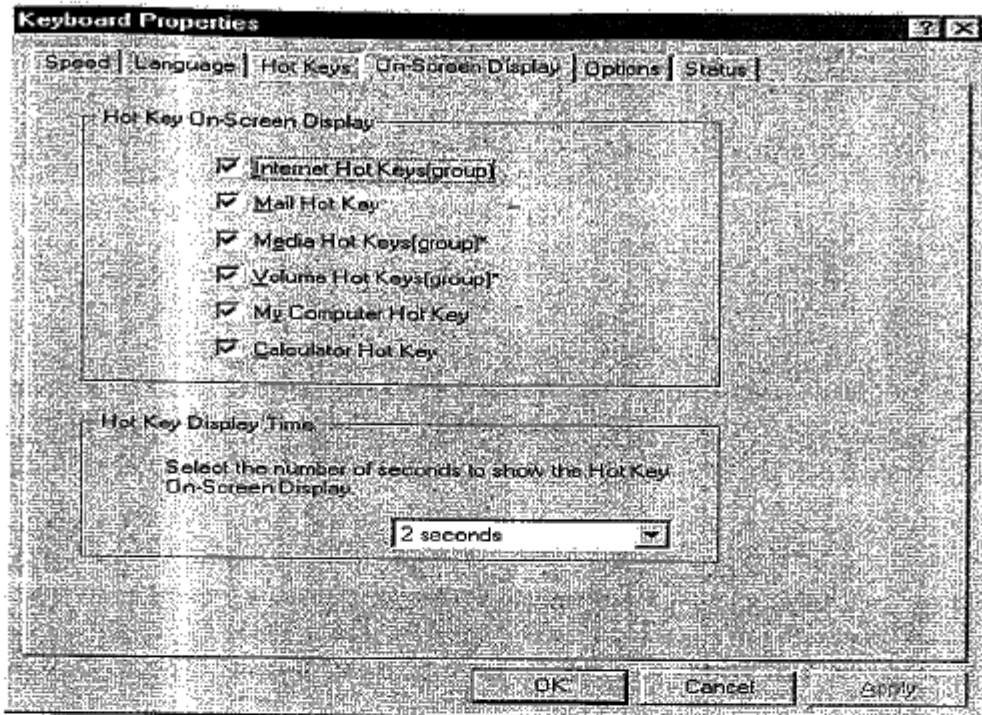 Keyboard Properties
Speed Language Hot Keys On-Screen Display Options Status
Hot Key On-Screen Display
Internet Hot Keys(group)
Mail Hot Key
Media Hot Keys(group)*
Volume Hot Keys(group)*
My Computer Hot Key
Calculator Hot Key
Hot Key Display Time
Select the number of seconds to show the Hot Key
On-Screen Display.
2 seconds
OK Cancel Apply